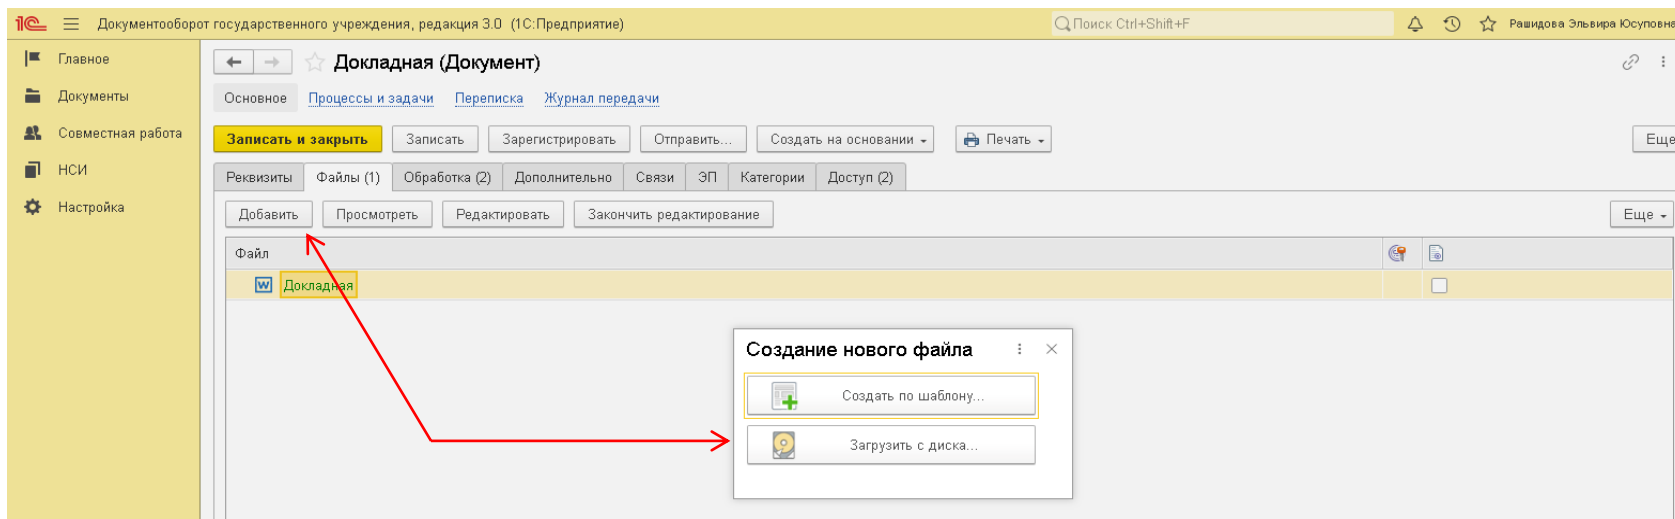 1С Документооборот государственного учреждения, редакция 3.0 (1С:Предприятие) Поиск Ctrl+Shift+F Рашидова Эльвира Юсуповна
Главное
Документы
Совместная работа
НСИ
Настройка
Докладная (Документ)
Основное Процессы и задачи Переписка Журнал передачи
Записать и закрыть Записать Зарегистрировать Отправить... Создать на основании Печать Еще
Реквизиты Файлы (1) Обработка (2) Дополнительно Связи ЭП Категории Доступ (2)
Добавить Просмотреть Редактировать Закончить редактирование Еще
Файл
W Докладная
Создание нового файла
Создать по шаблону...
Загрузить с диска...